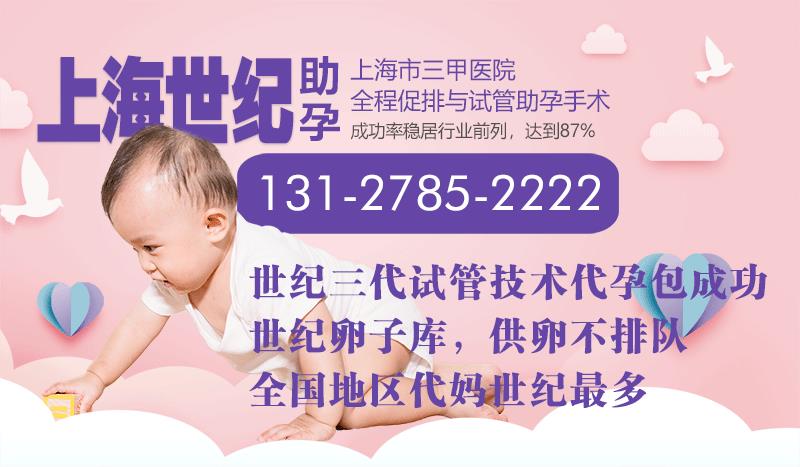 上海世纪助孕
上海市三甲医院
全程促排与试管助孕手术
成功率稳居行业前列，达到87%
131-2785-2222
世纪三代试管技术代孕包成功
世纪卵子库，供卵不排队
全国地区代妈世纪最多